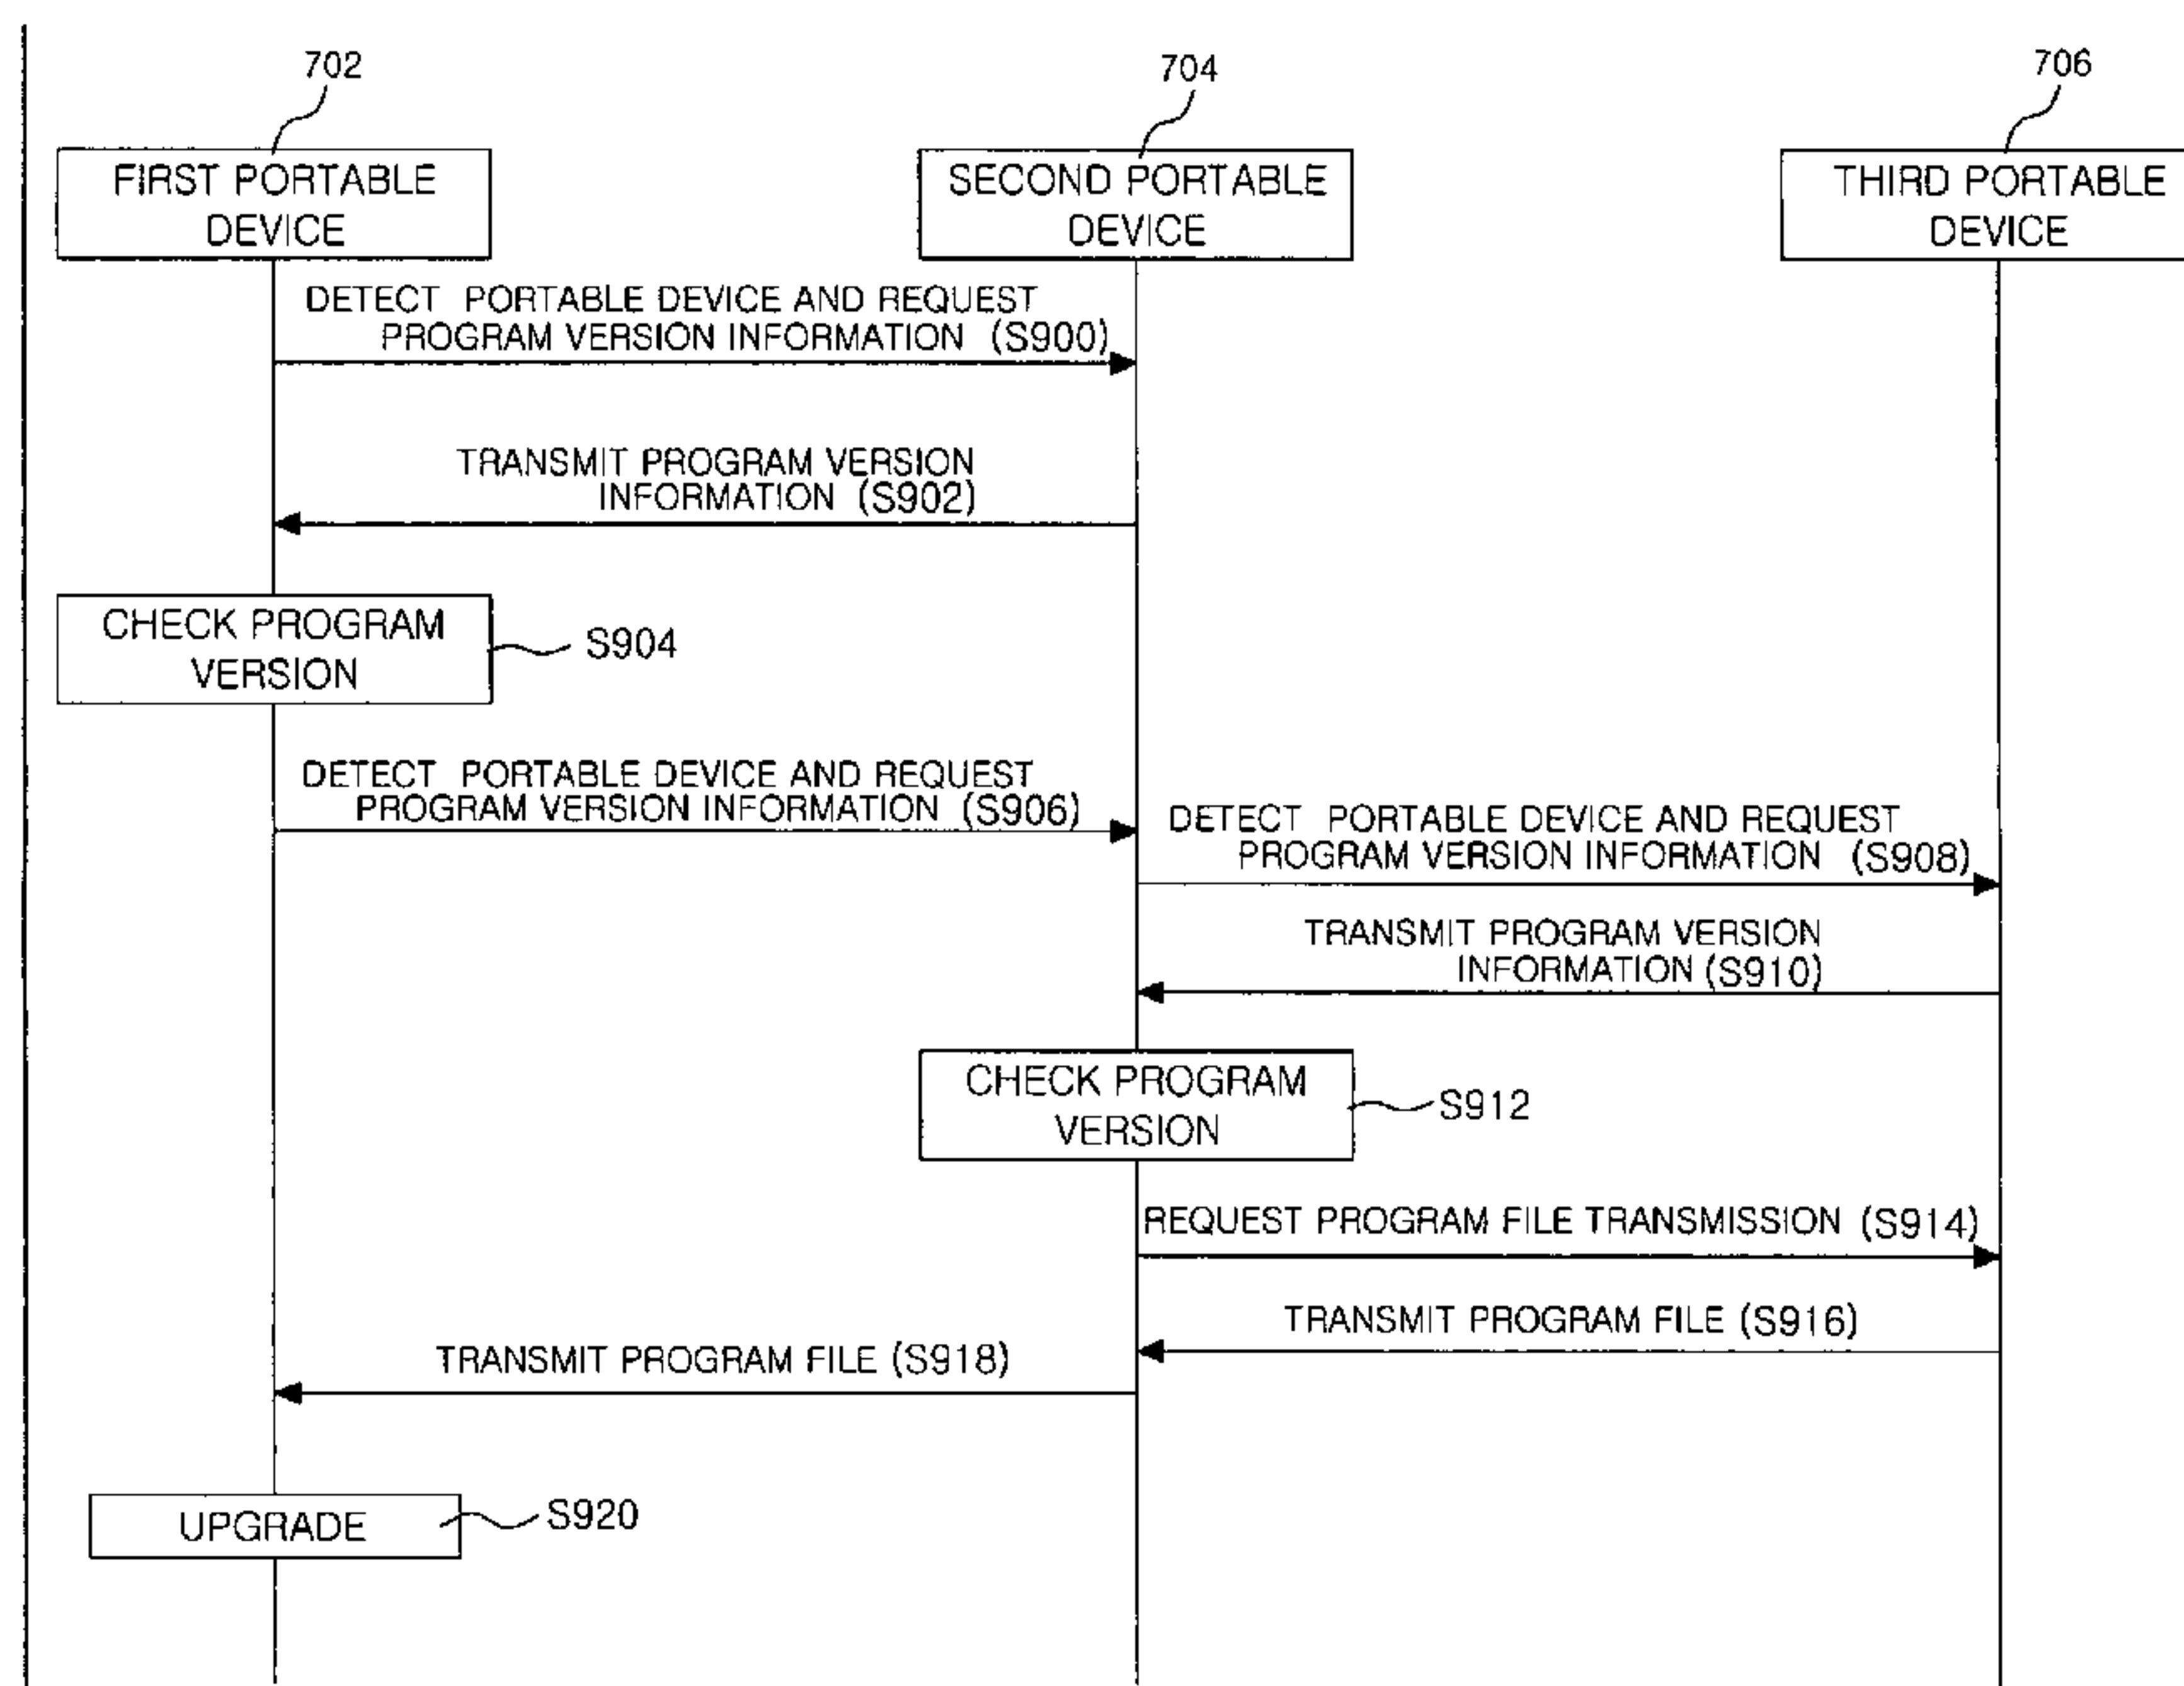 702
704
706
FIRST PORTABLE
DEVICE
SECOND PORTABLE
DEVICE
THIRD PORTABLE
DEVICE
DETECT PORTABLE DEVICE AND REQUEST
PROGRAM VERSION INFORMATION (S900)
TRANSMIT PROGRAM VERSION
INFORMATION (S902)
CHECK PROGRAM
VERSION
S904
DETECT PORTABLE DEVICE AND REQUEST
PROGRAM VERSION INFORMATION (S906)
DETECT PORTABLE DEVICE AND REQUEST
PROGRAM VERSION INFORMATION (S908)
TRANSMIT PROGRAM VERSION
INFORMATION (S910)
CHECK PROGRAM
VERSION
S912
REQUEST PROGRAM FILE TRANSMISSION (S914)
TRANSMIT PROGRAM FILE (S916)
TRANSMIT PROGRAM FILE (S918)
UPGRADE
S920